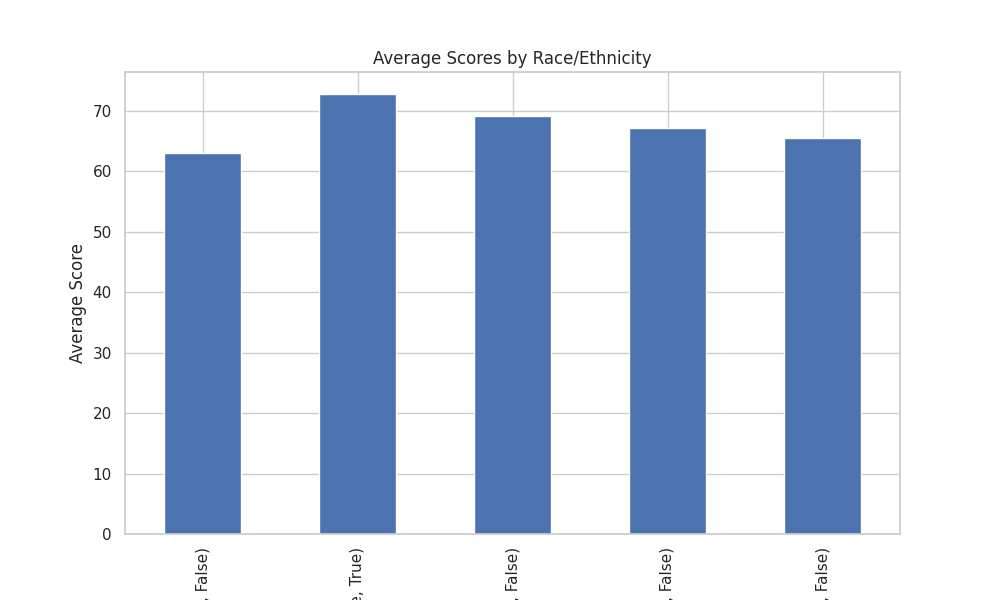 Average Scores by Race/Ethnicity
Average Score
70
60
50
40
30
20
10
0
, False)
e, True)
, False)
, False)
, False)